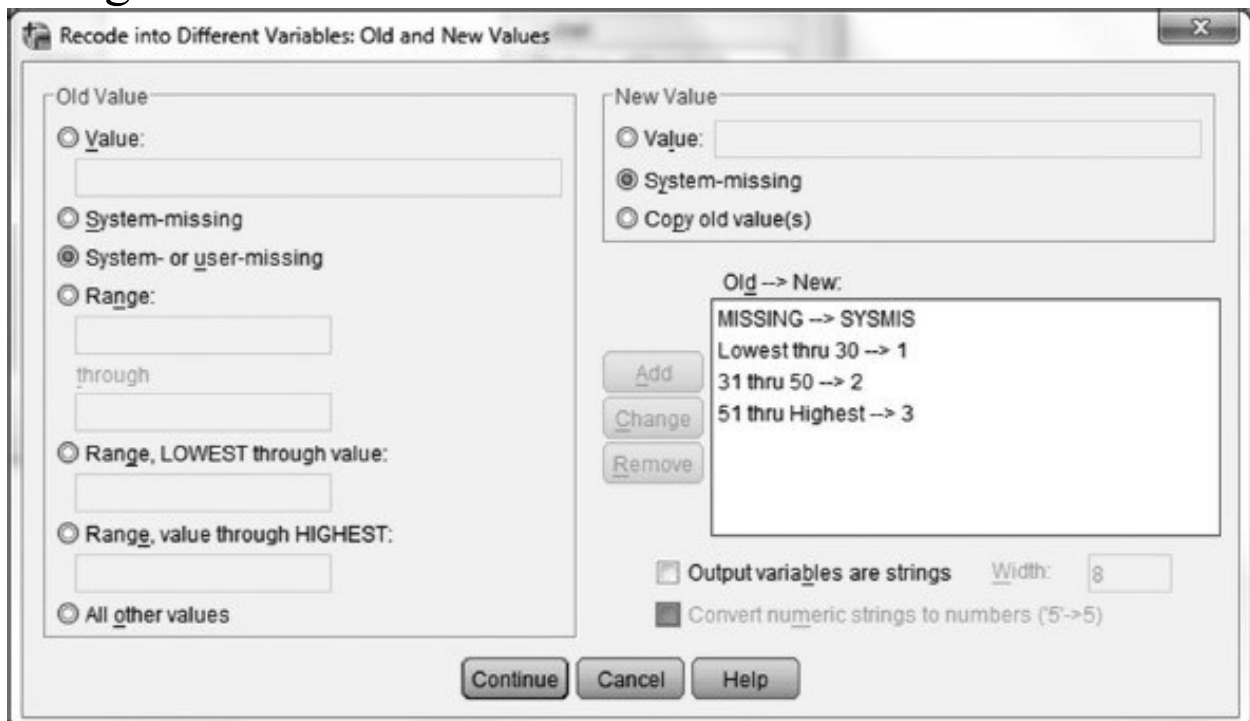 Recode into Different Variables: Old and New Values
Old Value
Value:
System-missing
System- or user-missing
Range:
through
Range, LOWEST through value:
Range, value through HIGHEST:
All other values
New Value
Value:
System-missing
Copy old value(s)
Old --> New:
MISSING --> SYSMIS
Lowest thru 30 --> 1
31 thru 50 --> 2
51 thru Highest --> 3
Add
Change
Remove
Output variables are strings Width: 8
Convert numeric strings to numbers ('5'->5)
Continue Cancel Help